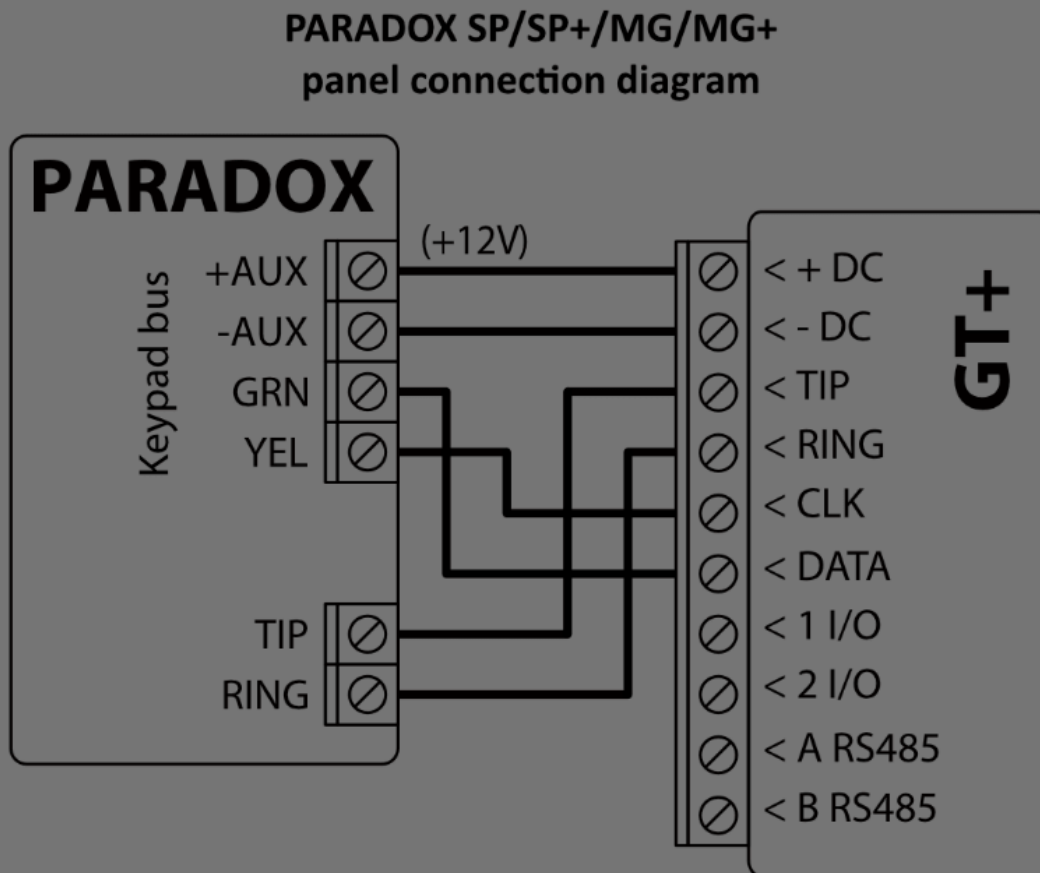 PARADOX SP/SP+/MG/MG+
panel connection diagram
PARADOX
Keypad bus
+AUX
-AUX
GRN
YEL
TIP
RING
(+12V)
< + DC
< - DC
< TIP
< RING
< CLK
< DATA
< 1 I/O
< 2 I/O
< A RS485
< B RS485
GT+